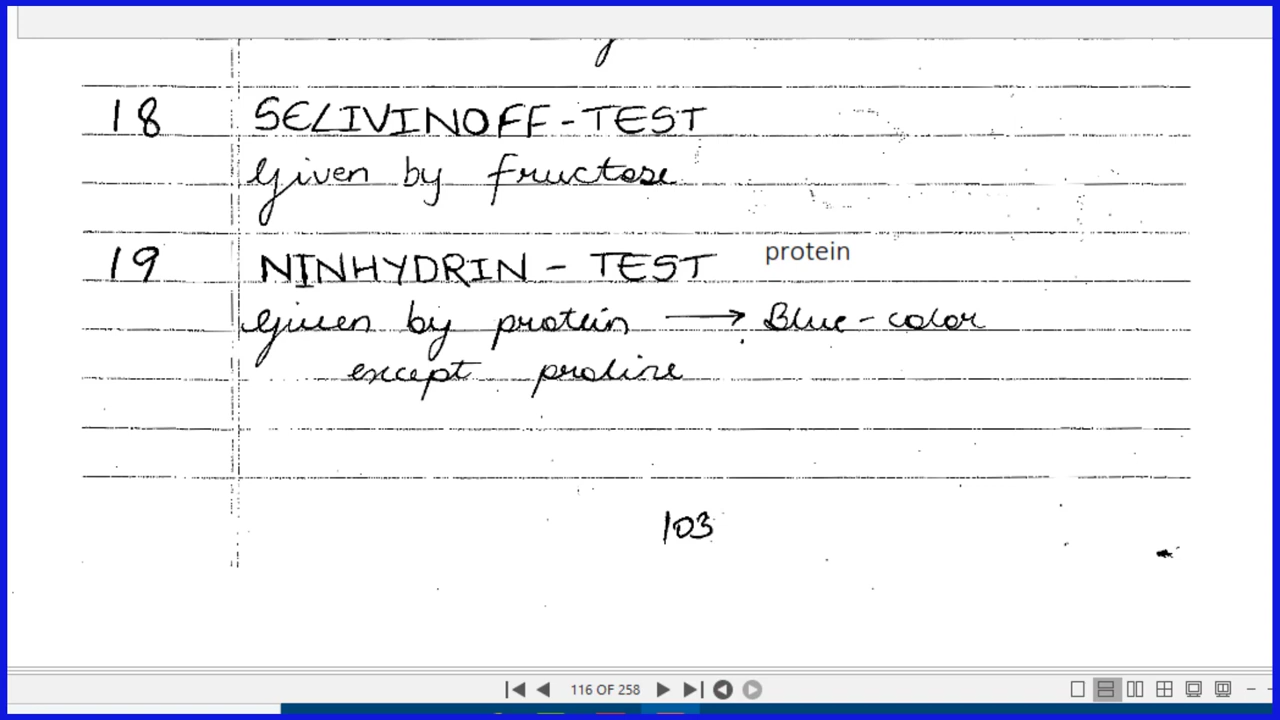 18 SELIVINOFF-TEST
Given by fructose
19 NINHYDRIN - TEST protein
Given by protein → Blue-color
except proline
103
116 OF 258